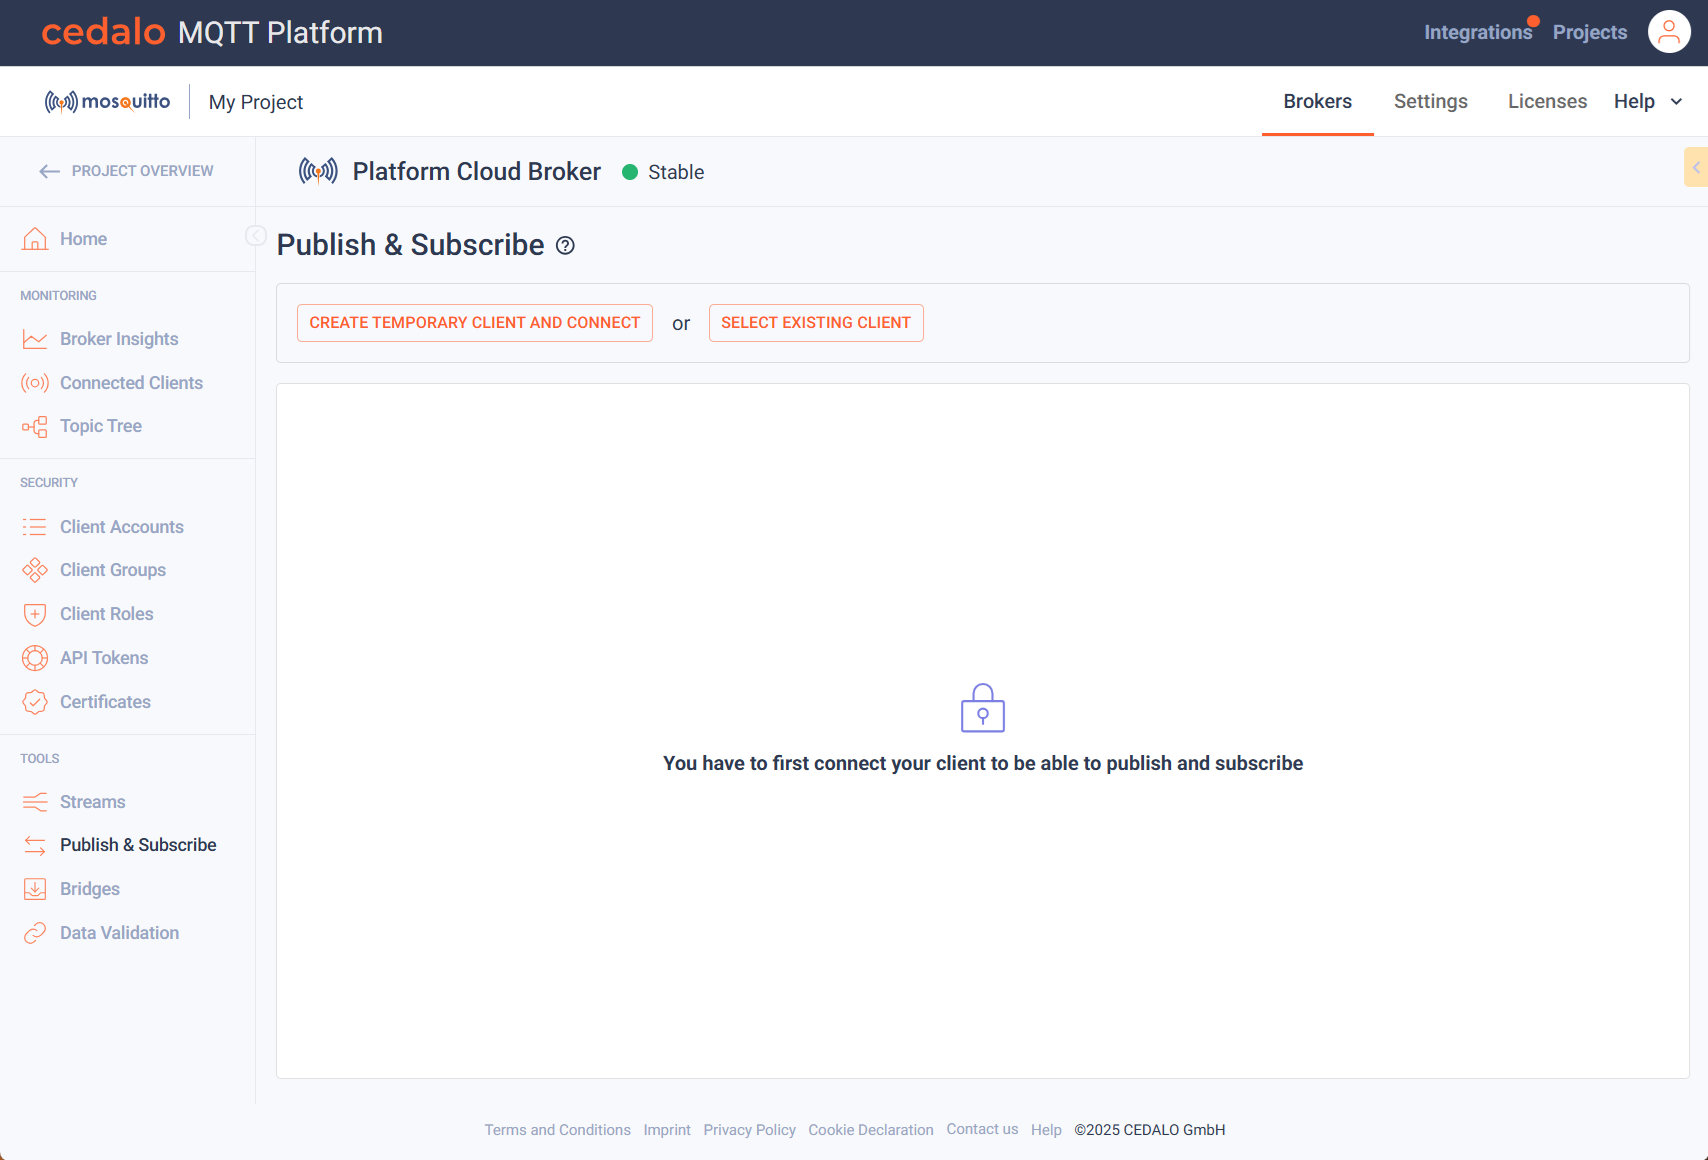 cedalo MQTT Platform
Integrations Projects
mosquitto My Project
Brokers Settings Licenses Help
PROJECT OVERVIEW
Platform Cloud Broker Stable
Home
Publish & Subscribe
CREATE TEMPORARY CLIENT AND CONNECT or SELECT EXISTING CLIENT
MONITORING
Broker Insights
Connected Clients
Topic Tree
SECURITY
Client Accounts
Client Groups
Client Roles
API Tokens
Certificates
TOOLS
Streams
Publish & Subscribe
Bridges
Data Validation
You have to first connect your client to be able to publish and subscribe
Terms and Conditions Imprint Privacy Policy Cookie Declaration Contact us Help ©2025 CEDALO GmbH